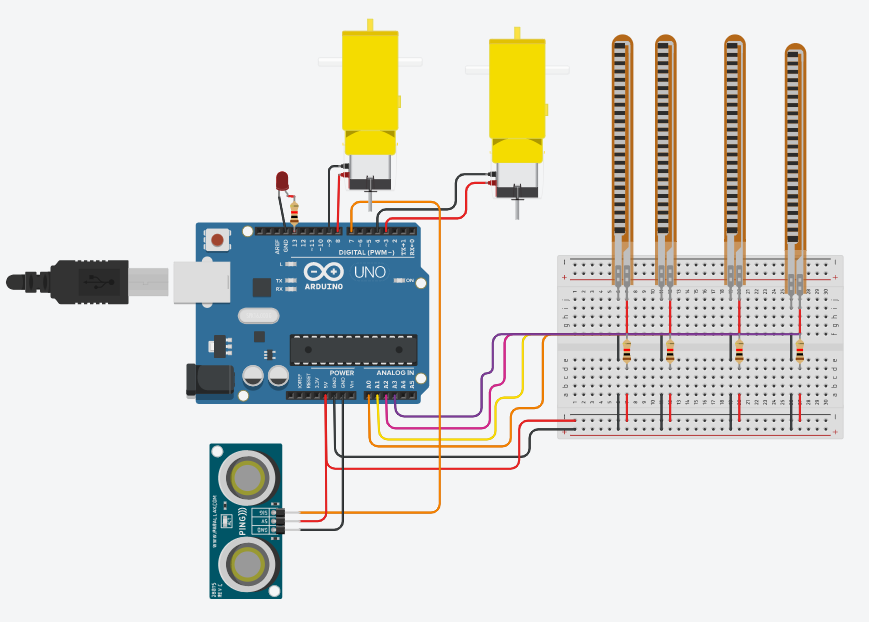 AREF
GND
13
12
~11
~10
~9
8
7
~6
~5
4
~3
2
TX→1
RX←0
DIGITAL (PWM~)
L
TX
RX
ARDUINO
UNO
ON
POWER
ANALOG IN
IOREF
RESET
3.3V
5V
GND
GND
Vin
A0
A1
A2
A3
A4
A5
WWW.PARALLAX.COM
PING)))
SIG
5V
GND
28015
REV C
a b c d e
f g h i j